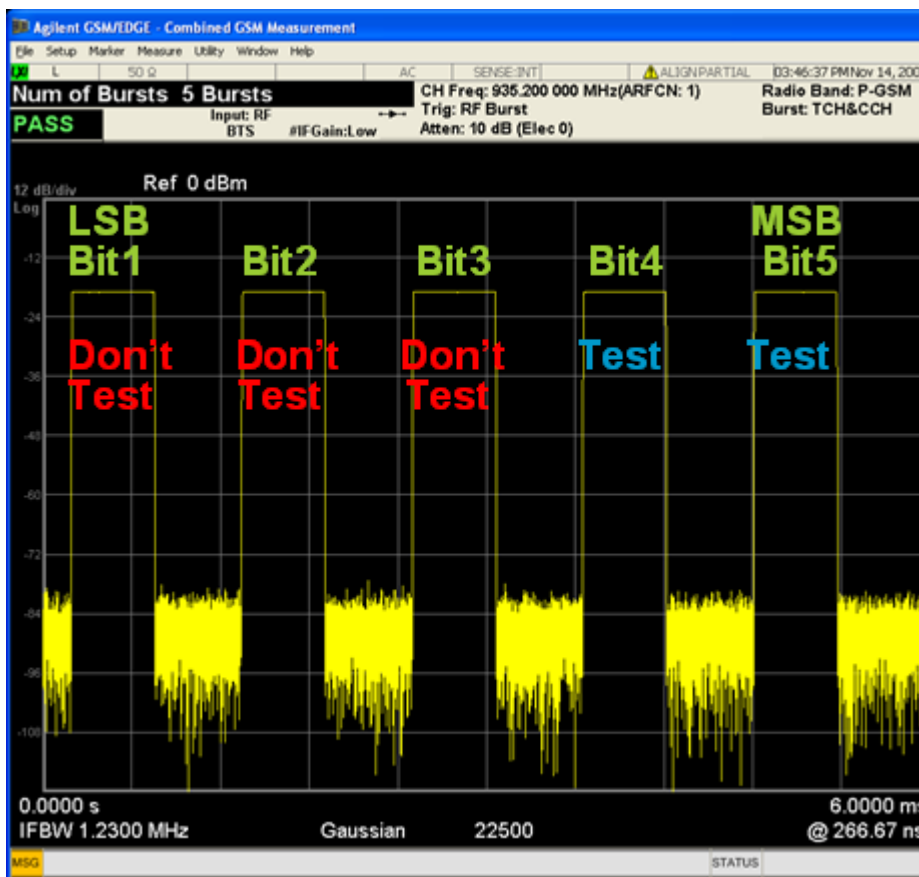 Agilent GSM/EDGE - Combined GSM Measurement
File Setup Marker Measure Utility Window Help
LXI L 50 Ω AC SENSE:INT ALIGN PARTIAL 03:46:37 PM Nov 14, 200
Num of Bursts 5 Bursts
CH Freq: 935.200 000 MHz(ARFCN: 1)
Radio Band: P-GSM
PASS
Input: RF
Trig: RF Burst
Burst: TCH&CCH
BTS
#IFGain:Low
Atten: 10 dB (Elec 0)
12 dB/div
Ref 0 dBm
Log
LSB
MSB
Bit1 Bit2 Bit3 Bit4 Bit5
-12
-24
Don't Don't Don't Test Test
-36
Test Test Test
-48
-60
-72
-84
-96
-108
0.0000 s
6.0000 ms
IFBW 1.2300 MHz
Gaussian
22500
@ 266.67 ns
MSG
STATUS